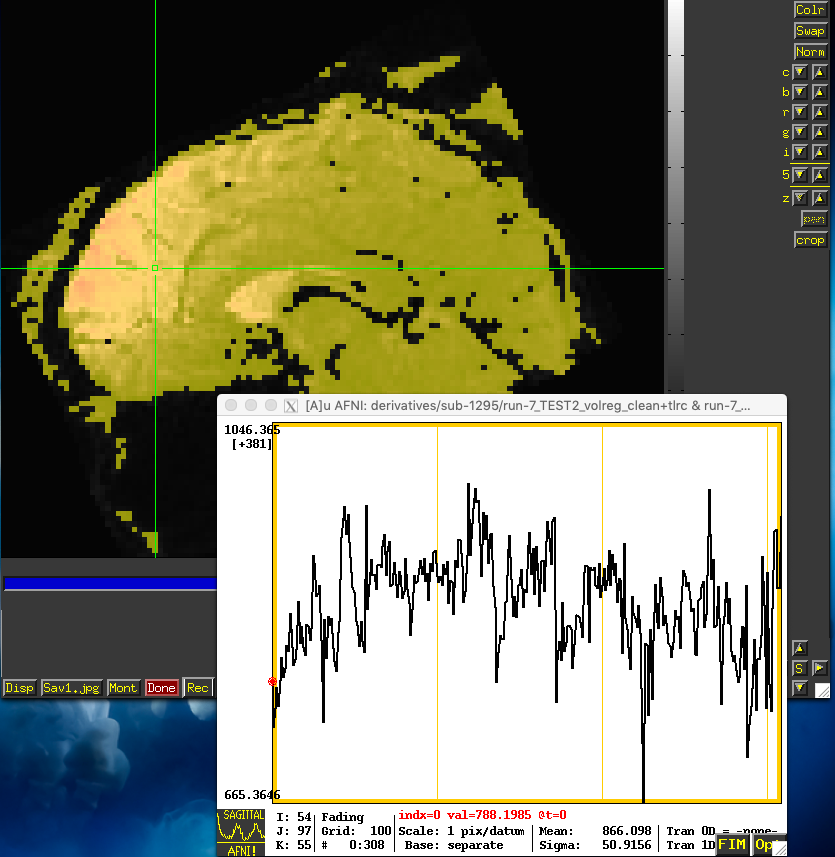 Colr
Swap
Norm
c
b
r
g
i
5
z
pan
crop
[A]u AFNI: derivatives/sub-1295/run-7_TEST2_volreg_clean+tlrc & run-7_...
1046.365
[+381]
665.3646
Disp Sav1.jpg Mont Done Rec
S
SAGITTAL
AFNI!
I: 54 Fading indx=0 val=788.1985 @t=0
J: 97 Grid: 100 Scale: 1 pix/datum Mean: 866.098 Tran 0D = -none-
K: 55 # 0:308 Base: separate Sigma: 50.9156 Tran 1D
FIM